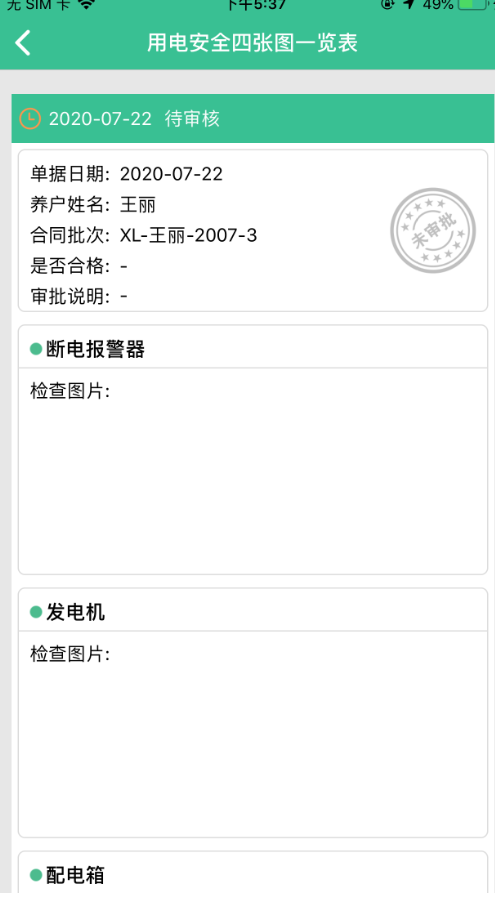 无 SIM 卡 下午5:37 49%
用电安全四张图一览表
2020-07-22 待审核
单据日期: 2020-07-22
养户姓名: 王丽
未审批
合同批次: XL-王丽-2007-3
是否合格: -
审批说明: -
断电报警器
检查图片:
发电机
检查图片:
配电箱